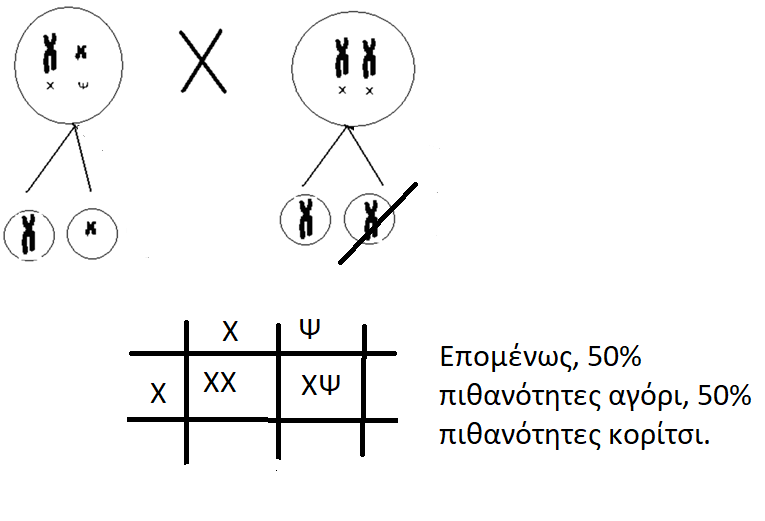 Χ Ψ Χ Χ
Χ Ψ
Χ ΧΧ ΧΨ
Επομένως, 50%
πιθανότητες αγόρι, 50%
πιθανότητες κορίτσι.